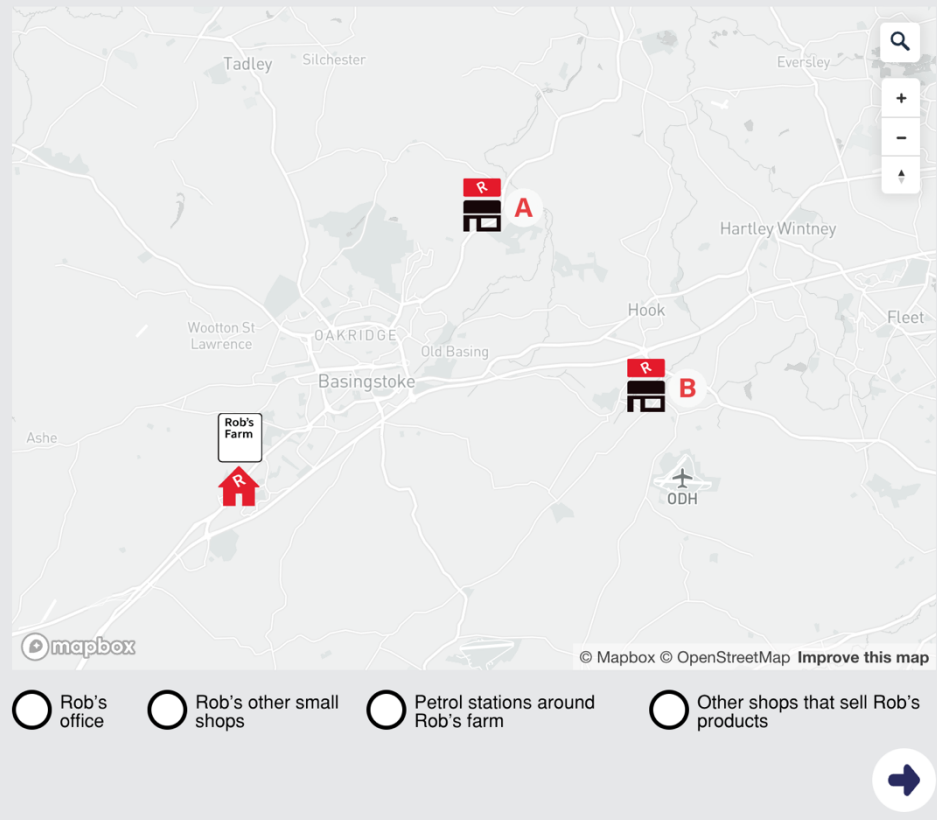 Tadley
Silchester
Eversley
+
−
R
A
Hartley Wintney
Hook
Fleet
Wootton St
Lawrence
OAKRIDGE
Old Basing
Basingstoke
R
B
Ashe
Rob's
Farm
R
ODH
mapbox
© Mapbox © OpenStreetMap Improve this map
Rob's
office
Rob's other small
shops
Petrol stations around
Rob's farm
Other shops that sell Rob's
products